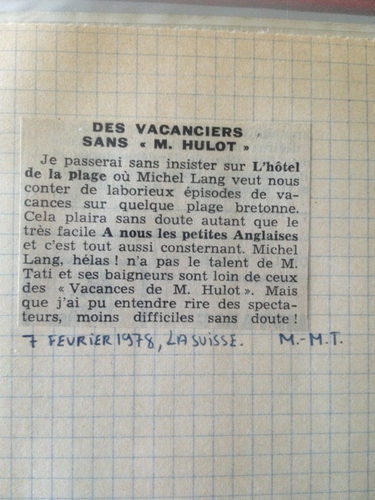 DES VACANCIERS
SANS « M. HULOT »
Je passerai sans insister sur L'hôtel
de la plage où Michel Lang veut nous
conter de laborieux épisodes de va-
cances sur quelque plage bretonne.
Cela plaira sans doute autant que le
très facile A nous les petites Anglaises
et c'est tout aussi consternant. Michel
Lang, hélas ! n'a pas le talent de M.
Tati et ses baigneurs sont loin de ceux
des « Vacances de M. Hulot ». Mais
que j'ai pu entendre rire des specta-
teurs, moins difficiles sans doute !
7 FEVRIER 1978, LA SUISSE. M.-M.T.